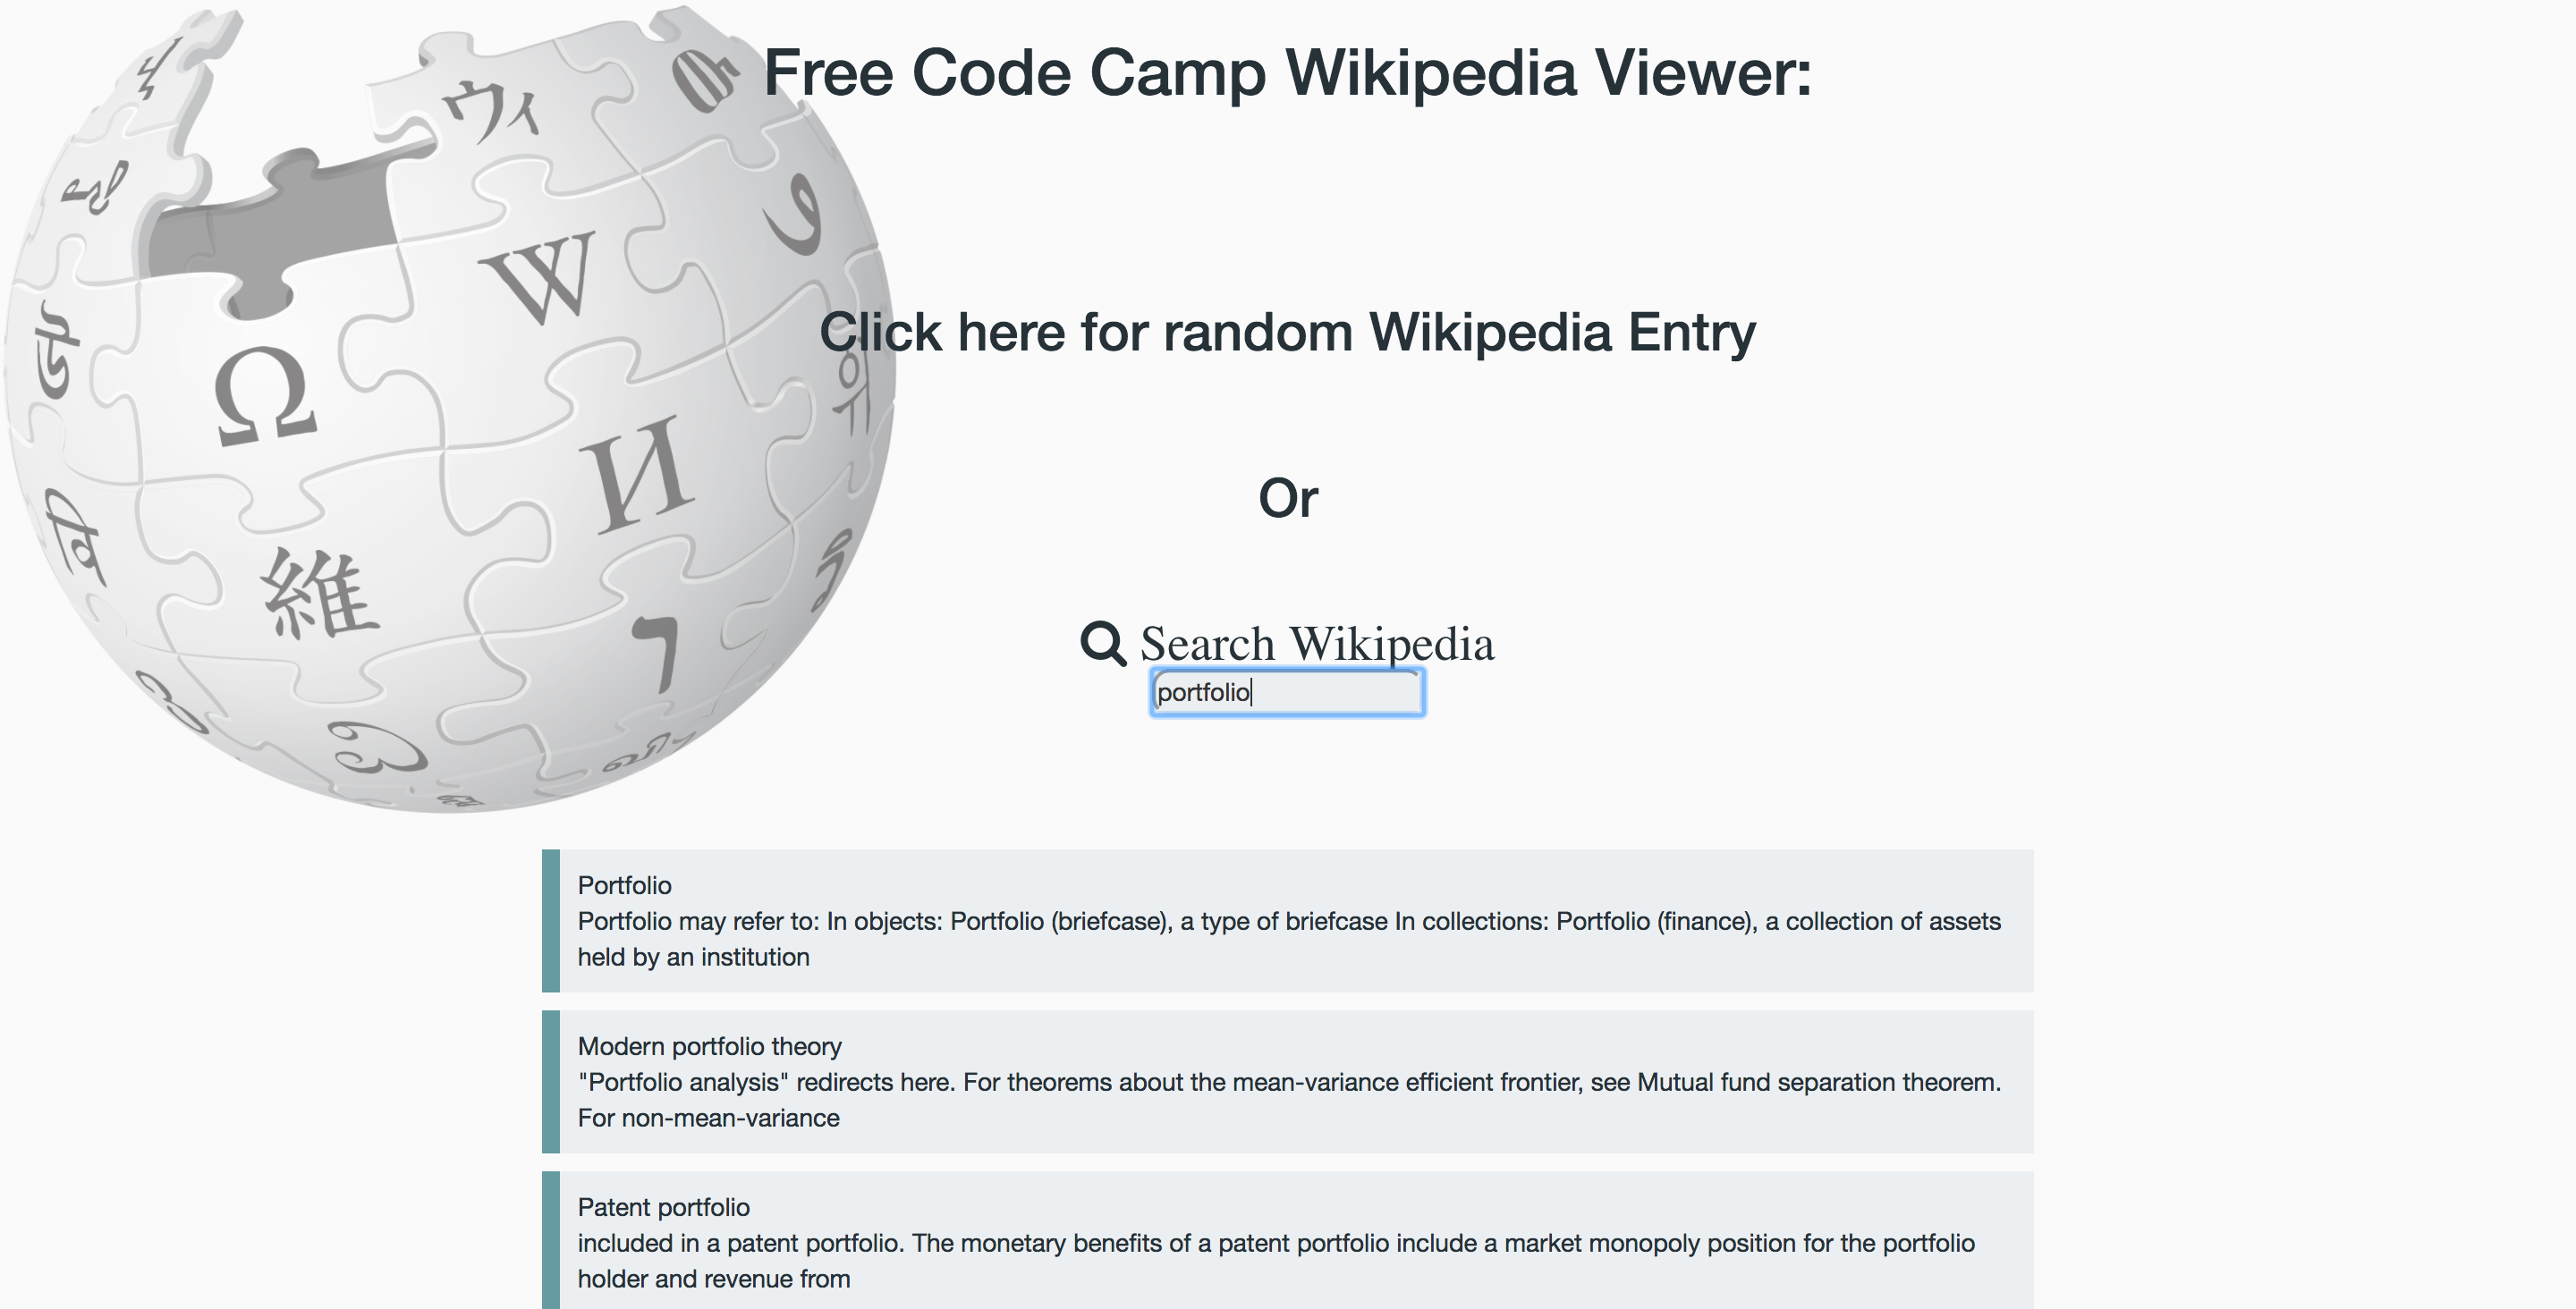 Free Code Camp Wikipedia Viewer:
ウィ
W
Click here for random Wikipedia Entry
Ω
И
Or
維
Search Wikipedia
portfolio
Portfolio
Portfolio may refer to: In objects: Portfolio (briefcase), a type of briefcase In collections: Portfolio (finance), a collection of assets
held by an institution
Modern portfolio theory
"Portfolio analysis" redirects here. For theorems about the mean-variance efficient frontier, see Mutual fund separation theorem.
For non-mean-variance
Patent portfolio
included in a patent portfolio. The monetary benefits of a patent portfolio include a market monopoly position for the portfolio
holder and revenue from